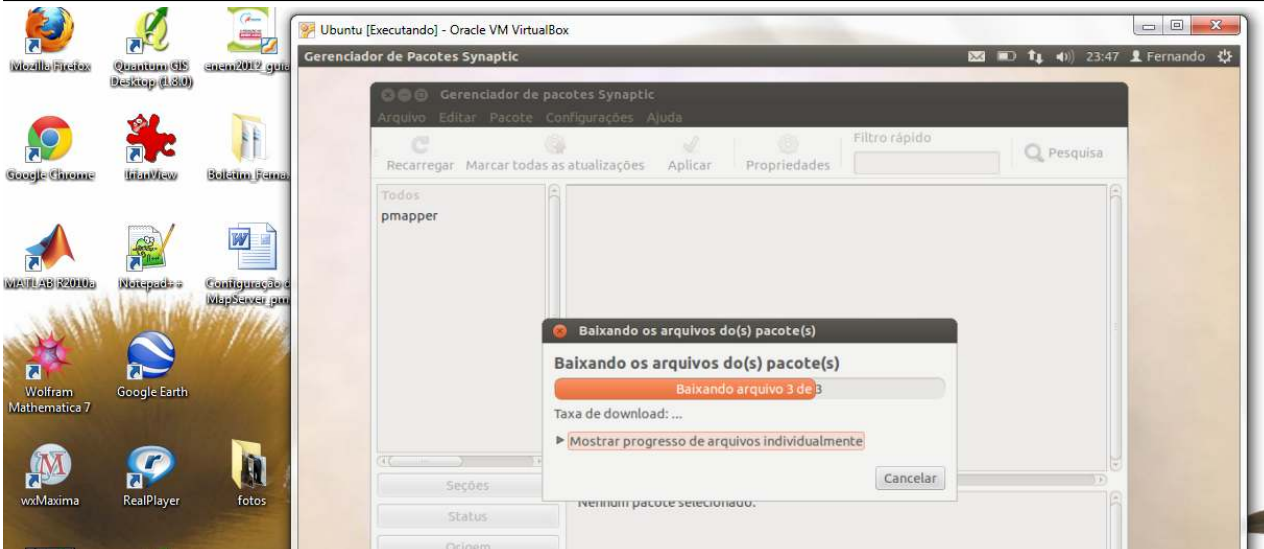 Mozilla Firefox
Quantum GIS
Desktop (1.8.0)
enem2012_guia
Google Chrome
IrfanView
Boletim_Ferna
MATLAB R2010a
Notepad++
Configuração d
MapServer_pm
Wolfram
Mathematica 7
Google Earth
wxMaxima
RealPlayer
fotos
Ubuntu [Executando] - Oracle VM VirtualBox
Gerenciador de Pacotes Synaptic
23:47 Fernando
Gerenciador de pacotes Synaptic
Arquivo Editar Pacote Configurações Ajuda
Filtro rápido
Recarregar Marcar todas as atualizações Aplicar Propriedades Pesquisa
Todos
pmapper
Baixando os arquivos do(s) pacote(s)
Baixando os arquivos do(s) pacote(s)
Baixando arquivo 3 de 3
Taxa de download: ...
Mostrar progresso de arquivos individualmente
Cancelar
Seções
Nenhum pacote selecionado.
Status
Origem